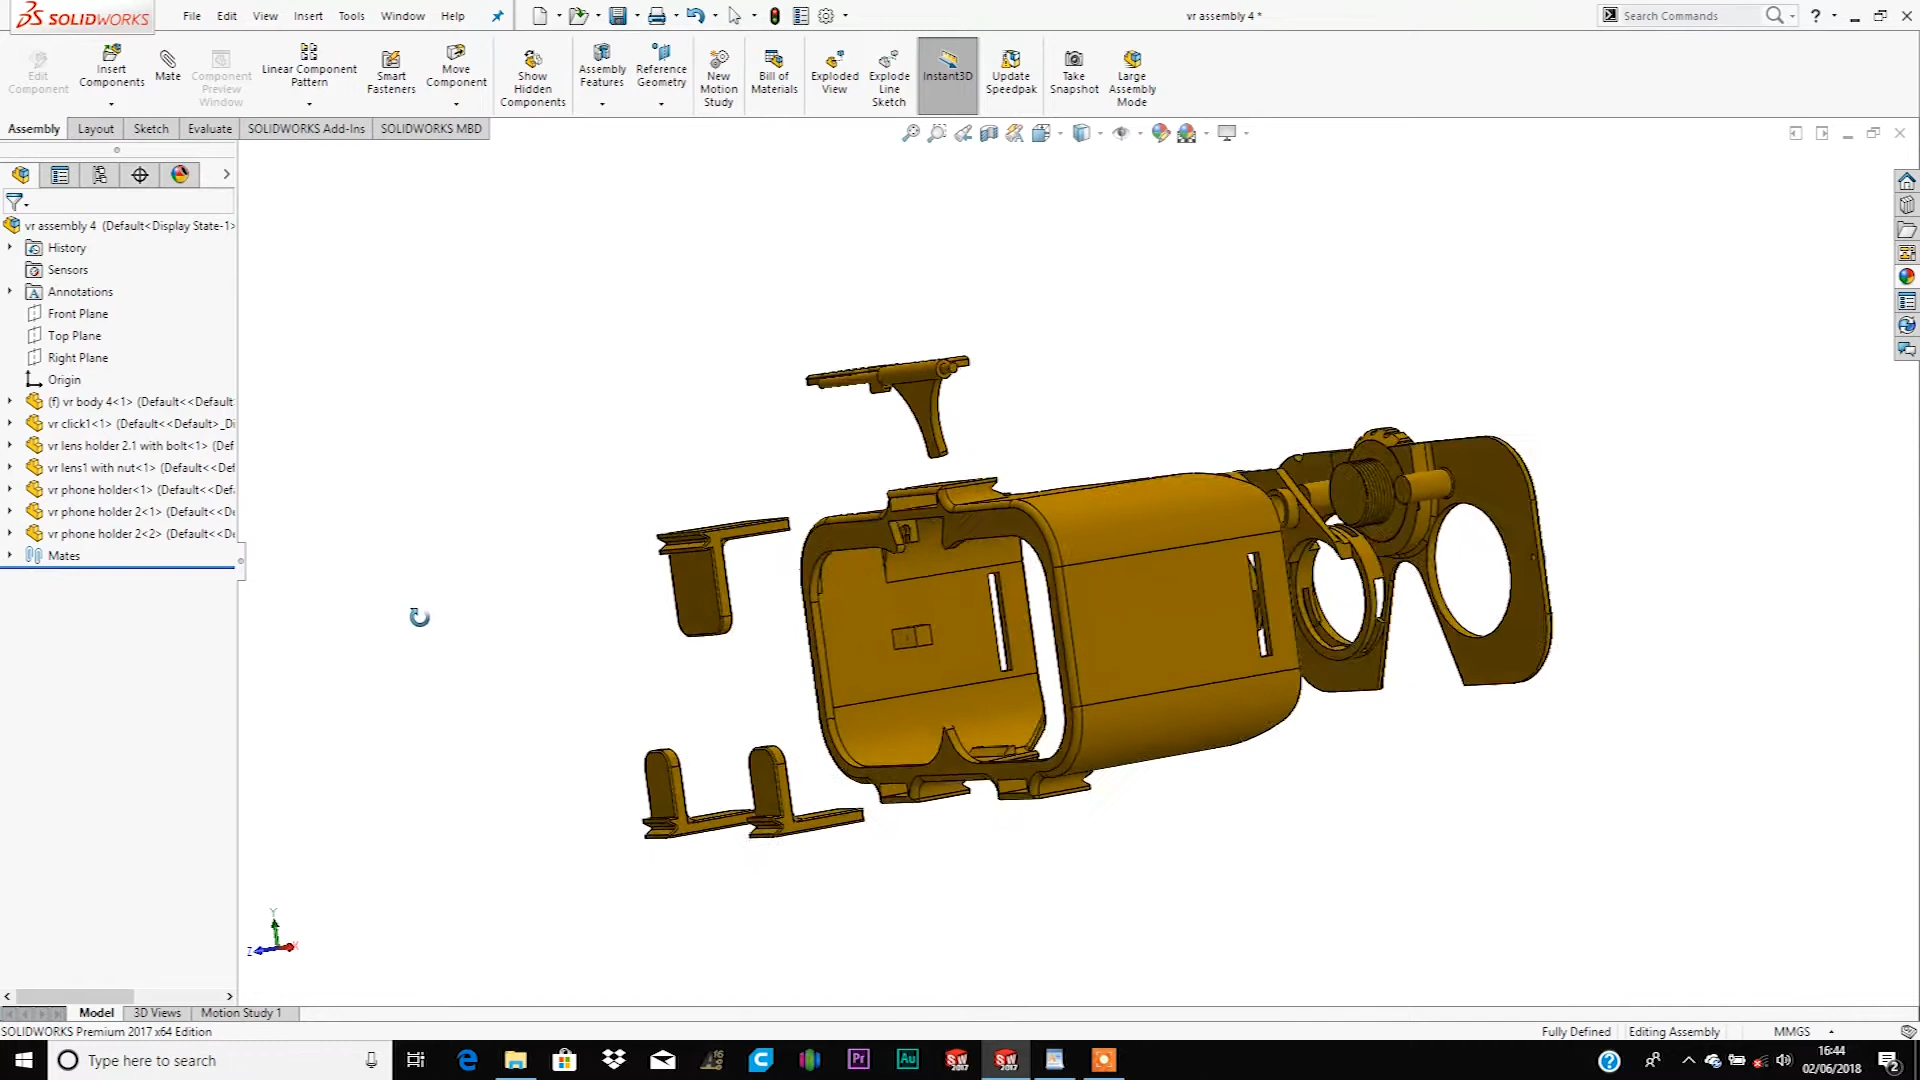 SOLIDWORKS File Edit View Insert Tools Window Help vr assembly 4 * Search Commands ?
Edit Component
Insert Components
Mate
Component Preview Window
Linear Component Pattern
Smart Fasteners
Move Component
Show Hidden Components
Assembly Features
Reference Geometry
New Motion Study
Bill of Materials
Exploded View
Explode Line Sketch
Instant3D
Update Speedpak
Take Snapshot
Large Assembly Mode
Assembly Layout Sketch Evaluate SOLIDWORKS Add-Ins SOLIDWORKS MBD
vr assembly 4 (Default<Display State-1>
History
Sensors
Annotations
Front Plane
Top Plane
Right Plane
Origin
(f) vr body 4<1> (Default<<Default
vr click1<1> (Default<<Default>_Di
vr lens holder 2.1 with bolt<1> (Def
vr lens1 with nut<1> (Default<<Def
vr phone holder<1> (Default<<Def
vr phone holder 2<1> (Default<<De
vr phone holder 2<2> (Default<<De
Mates
Y
Z
X
Model 3D Views Motion Study 1
SOLIDWORKS Premium 2017 x64 Edition Fully Defined Editing Assembly MMGS
Type here to search Pr Au SW 2017 SW 2017 16:44
02/06/2018 2